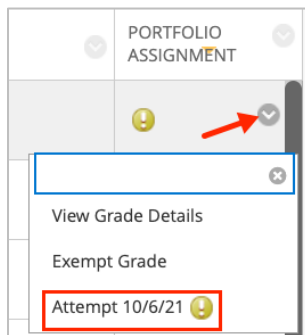 PORTFOLIO
ASSIGNMENT
View Grade Details
Exempt Grade
Attempt 10/6/21